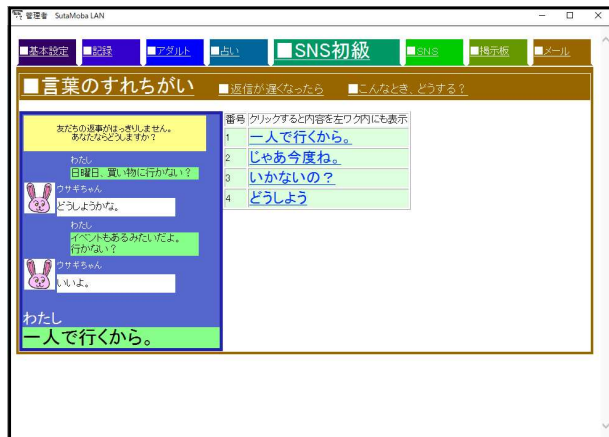 管理者 SutaMoba LAN
■基本設定 ■記録 ■アダルト ■占い ■SNS初級 ■SNS ■掲示板 ■メール
■言葉のすれちがい ■返信が遅くなったら ■こんなとき、どうする？
友だちの返事がはっきりしません。
あなたならどうしますか？
わたし
日曜日、買い物に行かない？
ウサギちゃん
どうしようかな。
わたし
イベントもあるみたいだよ。
行かない？
ウサギちゃん
いいよ。
わたし
一人で行くから。
番号 クリックすると内容を左ワク内にも表示
1 一人で行くから。
2 じゃあ今度ね。
3 いかないの？
4 どうしよう